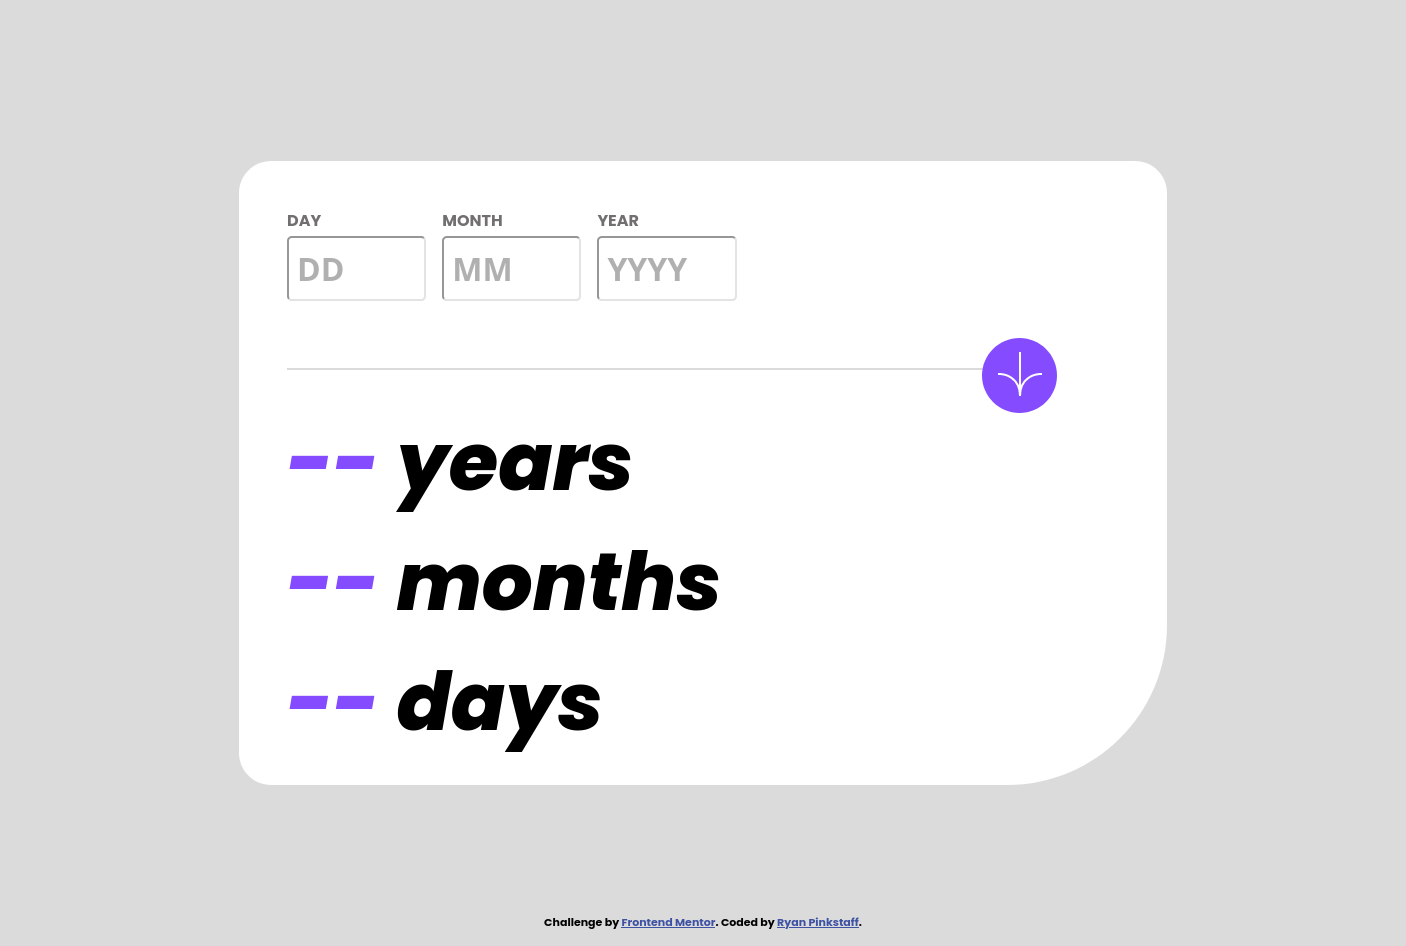 DAY MONTH YEAR
DD MM YYYY
-- years
-- months
-- days
Challenge by Frontend Mentor. Coded by Ryan Pinkstaff.